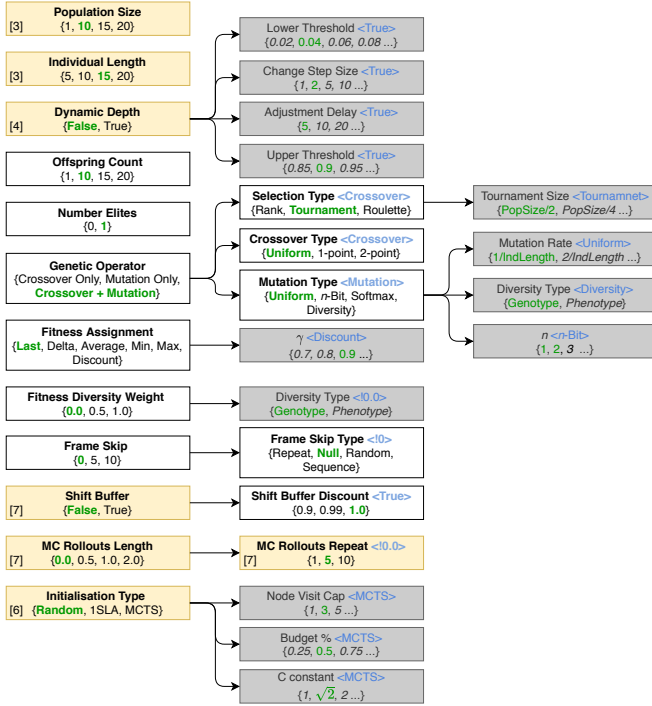 Population Size
[3] {1, 10, 15, 20}
Individual Length
[3] {5, 10, 15, 20}
Dynamic Depth
[4] {False, True}
Lower Threshold <True>
{0.02, 0.04, 0.06, 0.08 ...}
Change Step Size <True>
{1, 2, 5, 10 ...}
Adjustment Delay <True>
{5, 10, 20 ...}
Upper Threshold <True>
{0.85, 0.9, 0.95 ...}
Offspring Count
{1, 10, 15, 20}
Number Elites
{0, 1}
Genetic Operator
{Crossover Only, Mutation Only,
Crossover + Mutation}
Selection Type <Crossover>
{Rank, Tournament, Roulette}
Tournament Size <Tournamnet>
{PopSize/2, PopSize/4 ...}
Crossover Type <Crossover>
{Uniform, 1-point, 2-point}
Mutation Type <Mutation>
{Uniform, n-Bit, Softmax,
Diversity}
Mutation Rate <Uniform>
{1/IndLength, 2/IndLength ...}
Diversity Type <Diversity>
{Genotype, Phenotype}
n <n-Bit>
{1, 2, 3 ...}
Fitness Assignment
{Last, Delta, Average, Min, Max,
Discount}
γ <Discount>
{0.7, 0.8, 0.9 ...}
Fitness Diversity Weight
{0.0, 0.5, 1.0}
Diversity Type <!0.0>
{Genotype, Phenotype}
Frame Skip
{0, 5, 10}
Frame Skip Type <!0>
{Repeat, Null, Random,
Sequence}
Shift Buffer
[7] {False, True}
Shift Buffer Discount <True>
{0.9, 0.99, 1.0}
MC Rollouts Length
[7] {0.0, 0.5, 1.0, 2.0}
MC Rollouts Repeat <!0.0>
[7] {1, 5, 10}
Initialisation Type
[6] {Random, 1SLA, MCTS}
Node Visit Cap <MCTS>
{1, 3, 5 ...}
Budget % <MCTS>
{0.25, 0.5, 0.75 ...}
C constant <MCTS>
{1, √2, 2 ...}